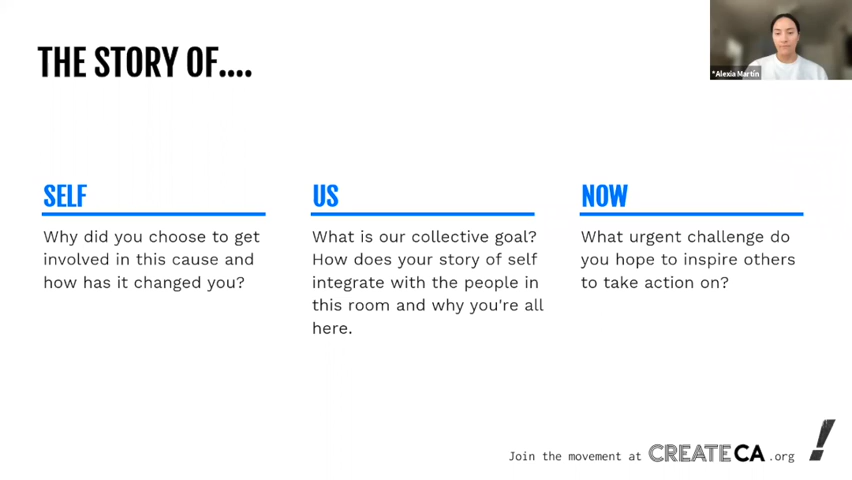 THE STORY OF....
*Alexia Martin
SELF
Why did you choose to get
involved in this cause and
how has it changed you?
US
What is our collective goal?
How does your story of self
integrate with the people in
this room and why you're all
here.
NOW
What urgent challenge do
you hope to inspire others
to take action on?
Join the movement at CREATE CA .org
!